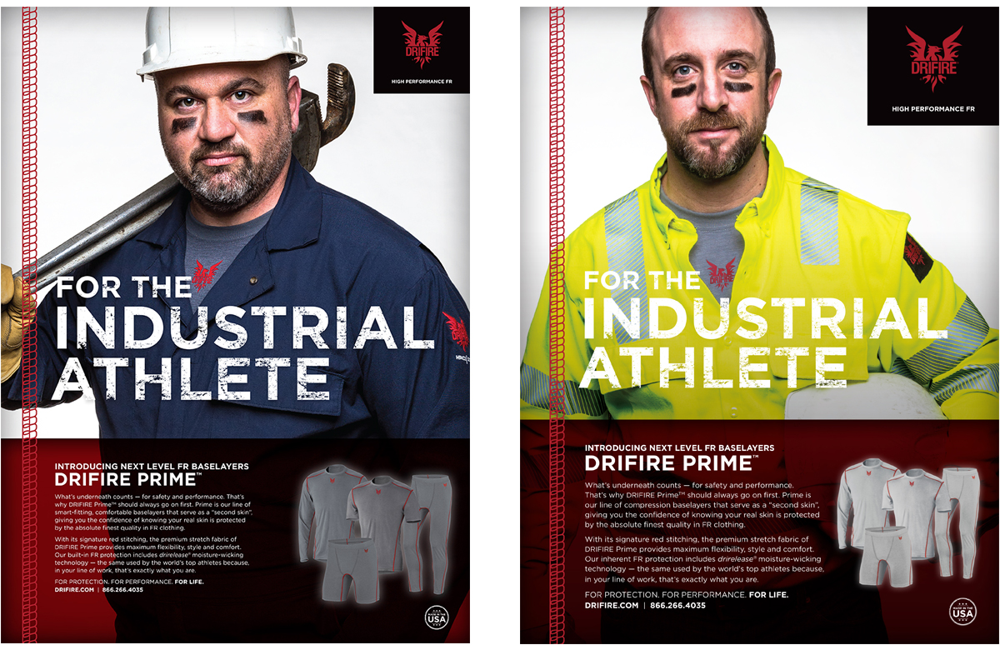 DRIFIRE
HIGH PERFORMANCE FR
FOR THE
INDUSTRIAL
ATHLETE
INTRODUCING NEXT LEVEL FR BASELAYERS
DRIFIRE PRIME™
What's underneath counts — for safety and performance. That's
why DRIFIRE Prime™ should always go on first. Prime is our line of
smart-fitting, comfortable baselayers that serve as a “second skin”,
giving you the confidence of knowing your real skin is protected
by the absolute finest quality in FR clothing.
With its signature red stitching, the premium stretch fabric of
DRIFIRE Prime provides maximum flexibility, style and comfort.
Our built-in FR protection includes drirelease® moisture-wicking
technology — the same used by the world's top athletes because,
in your line of work, that's exactly what you are.
FOR PROTECTION. FOR PERFORMANCE. FOR LIFE.
DRIFIRE.COM | 866.266.4035
MADE IN THE
USA
DRIFIRE
HIGH PERFORMANCE FR
FOR THE
INDUSTRIAL
ATHLETE
INTRODUCING NEXT LEVEL FR BASELAYERS
DRIFIRE PRIME™
What's underneath counts — for safety and performance.
That's why DRIFIRE Prime™ should always go on first. Prime is
our line of compression baselayers that serve as a “second skin”,
giving you the confidence of knowing your real skin is protected
by the absolute finest quality in FR clothing.
With its signature red stitching, the premium stretch fabric of
DRIFIRE Prime provides maximum flexibility, style and comfort.
Our inherent FR protection includes drirelease® moisture-wicking
technology — the same used by the world's top athletes because,
in your line of work, that's exactly what you are.
FOR PROTECTION. FOR PERFORMANCE. FOR LIFE.
DRIFIRE.COM | 866.266.4035
MADE IN THE
USA